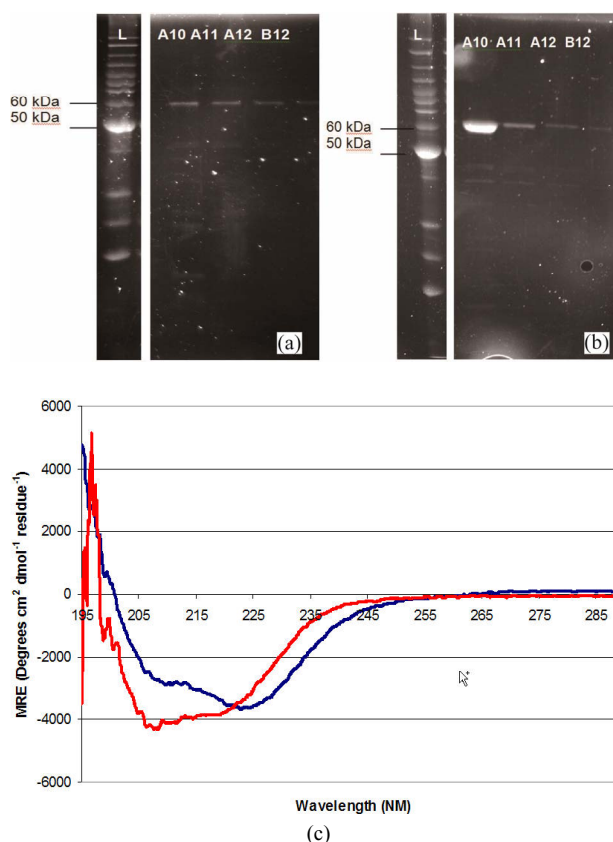 L A10 A11 A12 B12
60 kDa
50 kDa
(a)
L A10 A11 A12 B12
60 kDa
50 kDa
(b)
6000
4000
2000
0
-2000
-4000
-6000
195 205 215 225 235 245 255 265 275 285
MRE (Degrees cm² dmol⁻¹ residue⁻¹)
Wavelength (NM)
(c)